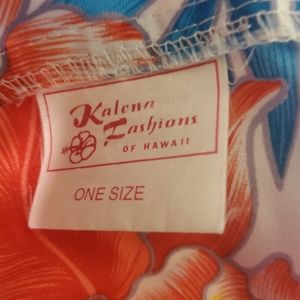 Kalena
Fashions
OF HAWAII
ONE SIZE